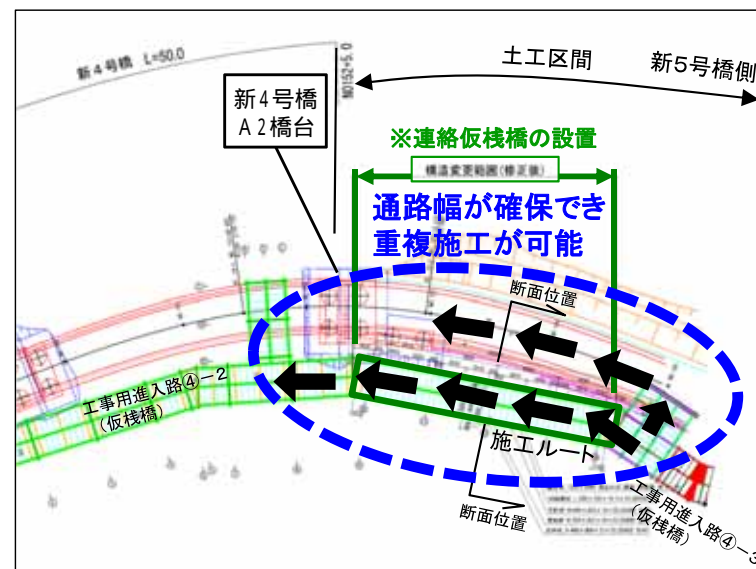 新4号橋 L=50.0
NO152+5.0
土工区間
新5号橋側
新4号橋
A2橋台
※連絡仮桟橋の設置
構造変更範囲(修正後)
通路幅が確保でき
重複施工が可能
断面位置
工事用進入路④-2
(仮桟橋)
施工ルート
断面位置
工事用進入路④-3
(仮桟橋)